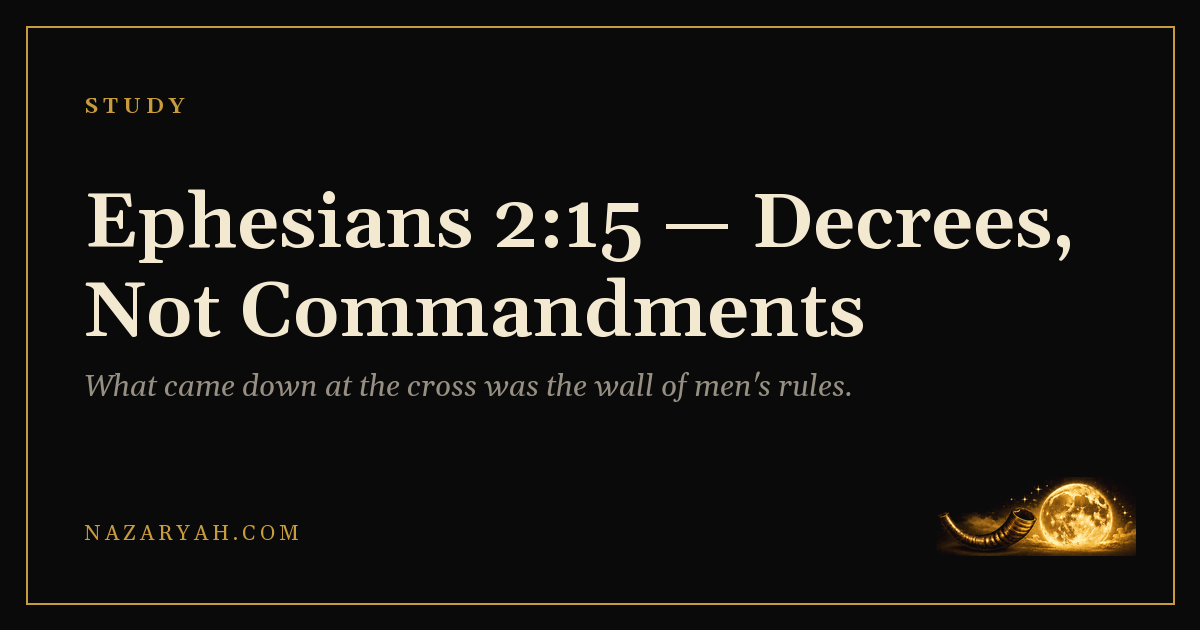 STUDY
Ephesians 2:15 — Decrees,
Not Commandments
What came down at the cross was the wall of men's rules.
NAZARYAH.COM